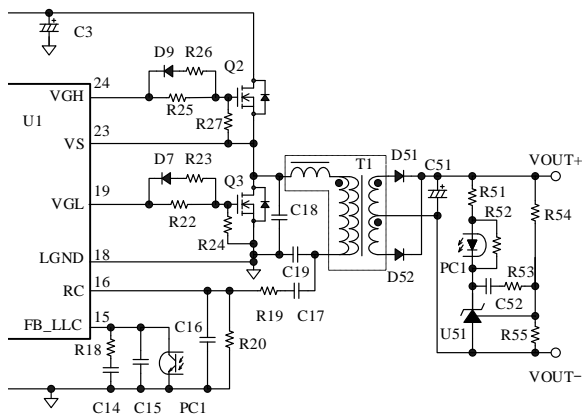 C3
D9 R26
Q2
24
VGH
R25
U1
R27
23
VS
D7 R23
Q3
T1
D51
C51
VOUT+
19
VGL
R22
R24
C18
R51
R52
R54
PC1
18
LGND
C19
D52
R53
C52
16
RC
R19 C17
U51
15
FB_LLC
C16
R20
R55
R18
VOUT−
C14 C15 PC1